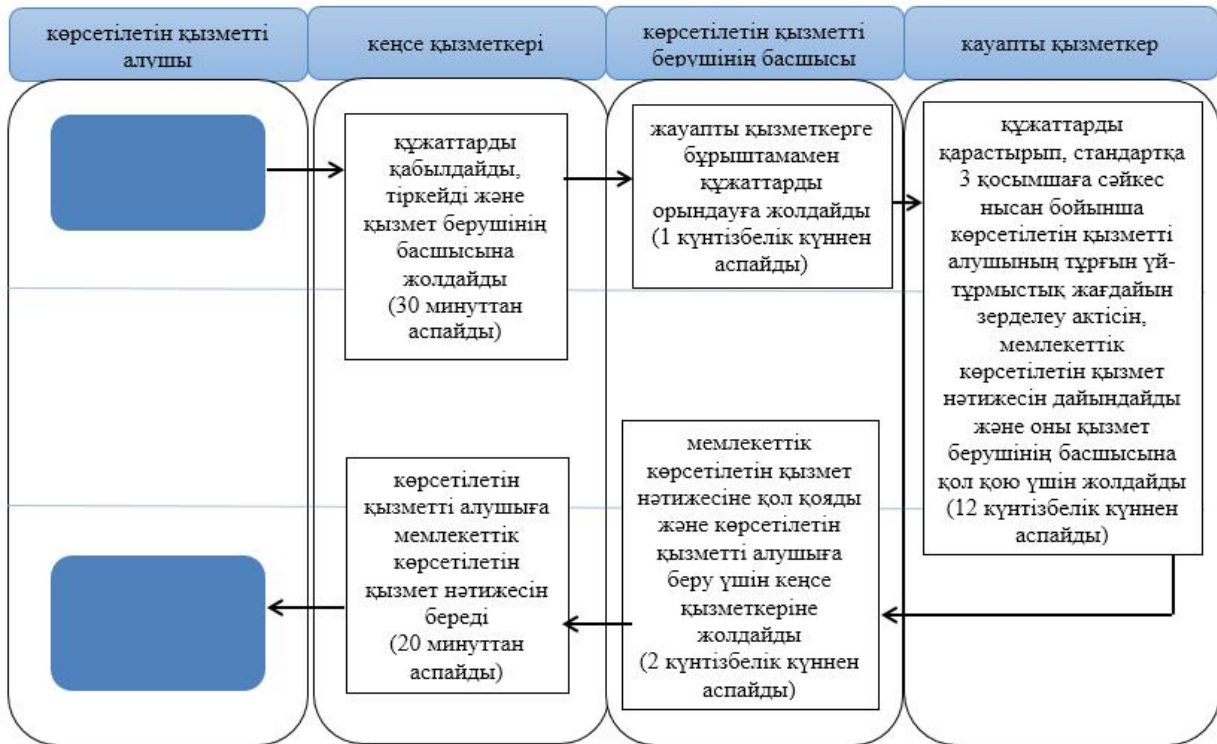 көрсетілетін қызметті
алушы
кеңсе қызметкері
көрсетілетін қызметті
берушінің басшысы
кауапты қызметкер
құжаттарды
қабылдайды,
тіркейді және
қызмет берушінің
басшысына
жолдайды
(30 минуттан
аспайды)
жауапты қызметкерге
бұрыштамамен
құжаттарды
орындауға жолдайды
(1 күнтізбелік күннен
аспайды)
құжаттарды
қарастырып, стандартқа
3 қосымшаға сәйкес
нысан бойынша
көрсетілетін қызметті
алушының тұрғын үй-
тұрмыстық жағдайын
зерделеу актісін,
мемлекеттік
көрсетілетін қызмет
нәтижесін дайындайды
және оны қызмет
берушінің басшысына
қол қою үшін жолдайды
(12 күнтізбелік күннен
аспайды)
мемлекеттік
көрсетілетін қызмет
нәтижесіне қол қояды
және көрсетілетін
қызметті алушыға
беру үшін кеңсе
қызметкеріне
жолдайды
(2 күнтізбелік күннен
аспайды)
көрсетілетін
қызметті алушыға
мемлекеттік
көрсетілетін
қызмет нәтижесін
береді
(20 минуттан
аспайды)